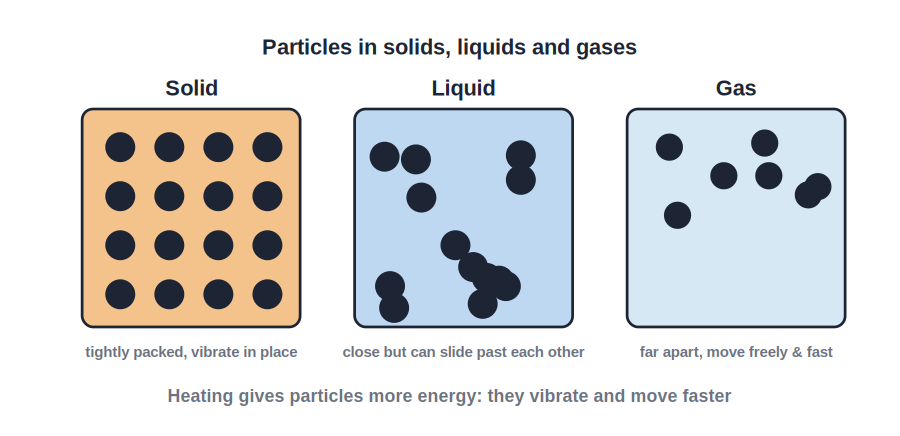 Particles in solids, liquids and gases
Solid
Liquid
Gas
tightly packed, vibrate in place
close but can slide past each other
far apart, move freely & fast
Heating gives particles more energy: they vibrate and move faster